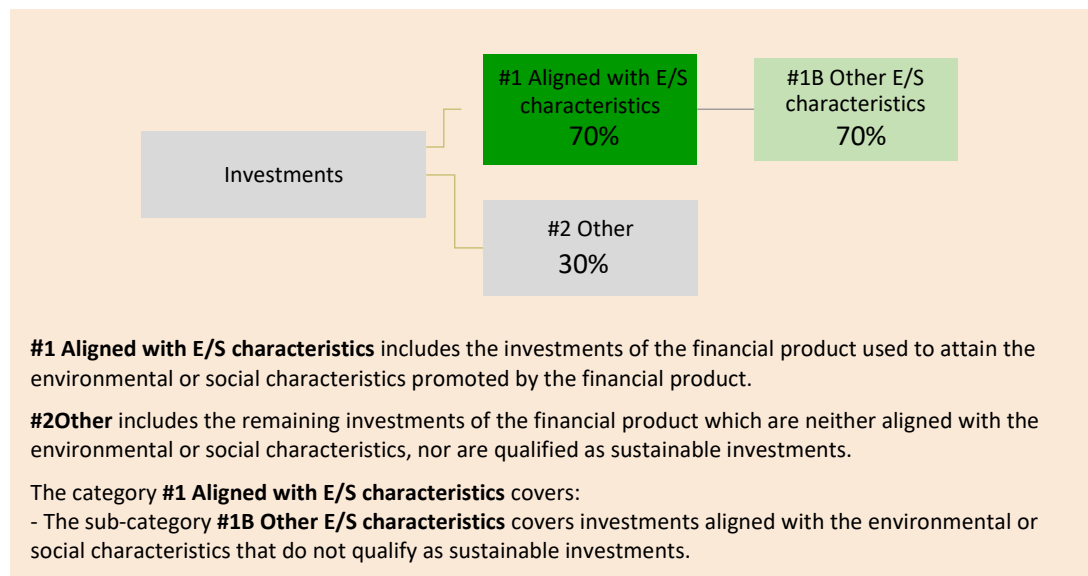 #1 Aligned with E/S
characteristics
70%
#1B Other E/S
characteristics
70%
Investments
#2 Other
30%
#1 Aligned with E/S characteristics includes the investments of the financial product used to attain the
environmental or social characteristics promoted by the financial product.
#2Other includes the remaining investments of the financial product which are neither aligned with the
environmental or social characteristics, nor are qualified as sustainable investments.
The category #1 Aligned with E/S characteristics covers:
- The sub-category #1B Other E/S characteristics covers investments aligned with the environmental or
social characteristics that do not qualify as sustainable investments.